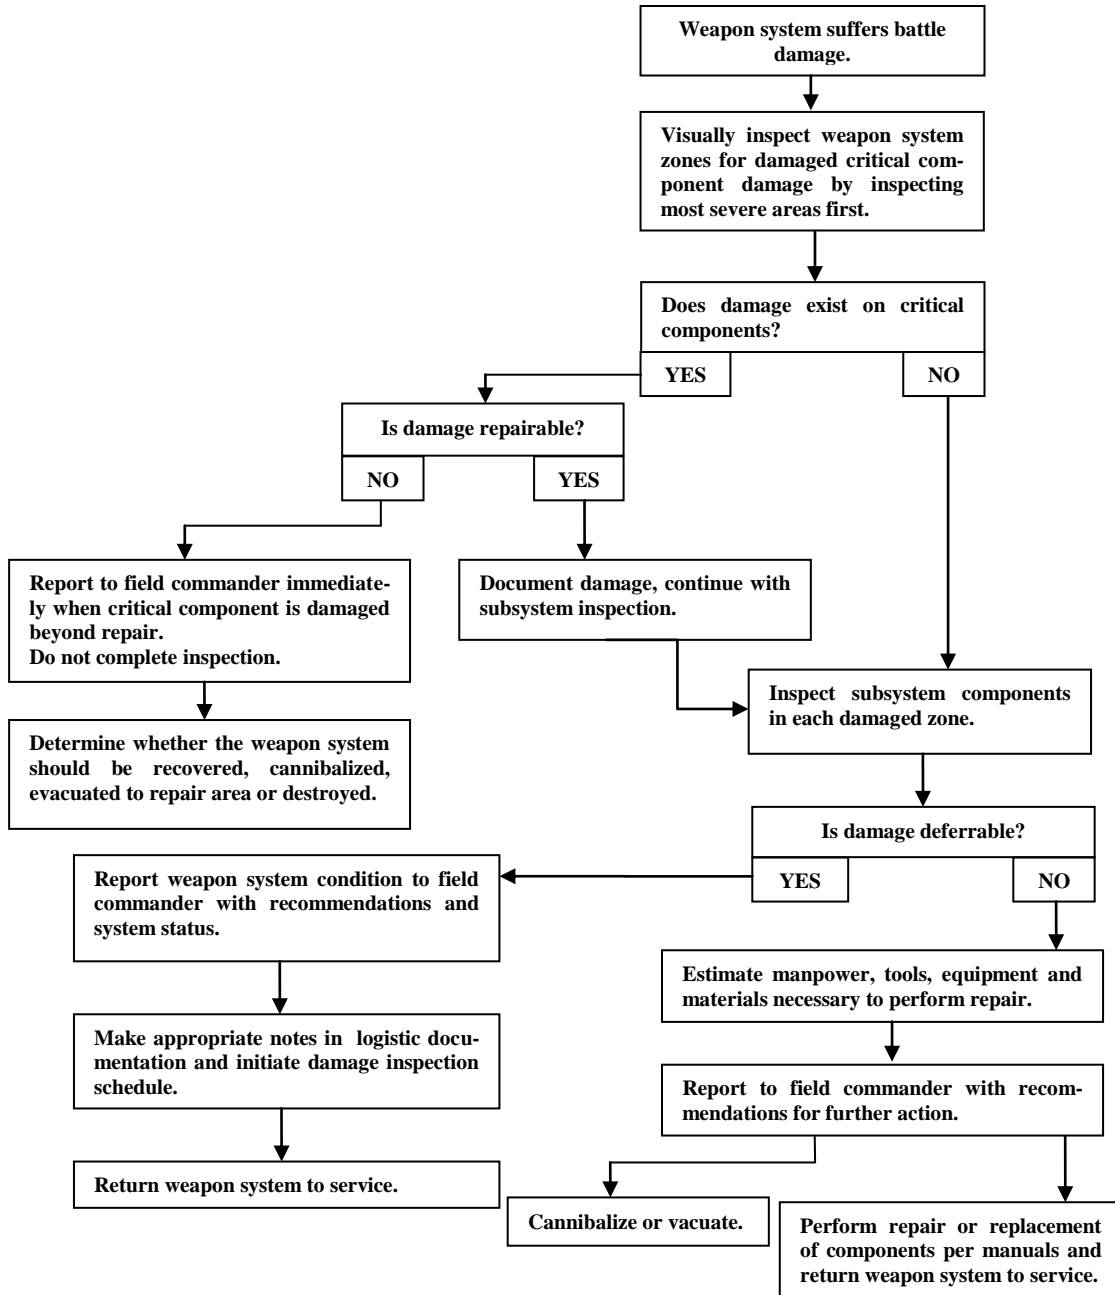 Weapon system suffers battle
damage.
Visually inspect weapon system
zones for damaged critical com-
ponent damage by inspecting
most severe areas first.
Does damage exist on critical
components?
YES
NO
Is damage repairable?
NO
YES
Report to field commander immediate-
ly when critical component is damaged
beyond repair.
Do not complete inspection.
Document damage, continue with
subsystem inspection.
Inspect subsystem components
in each damaged zone.
Determine whether the weapon system
should be recovered, cannibalized,
evacuated to repair area or destroyed.
Is damage deferrable?
YES
NO
Report weapon system condition to field
commander with recommendations and
system status.
Estimate manpower, tools, equipment and
materials necessary to perform repair.
Make appropriate notes in logistic docu-
mentation and initiate damage inspection
schedule.
Report to field commander with recom-
mendations for further action.
Return weapon system to service.
Cannibalize or vacuate.
Perform repair or replacement
of components per manuals and
return weapon system to service.